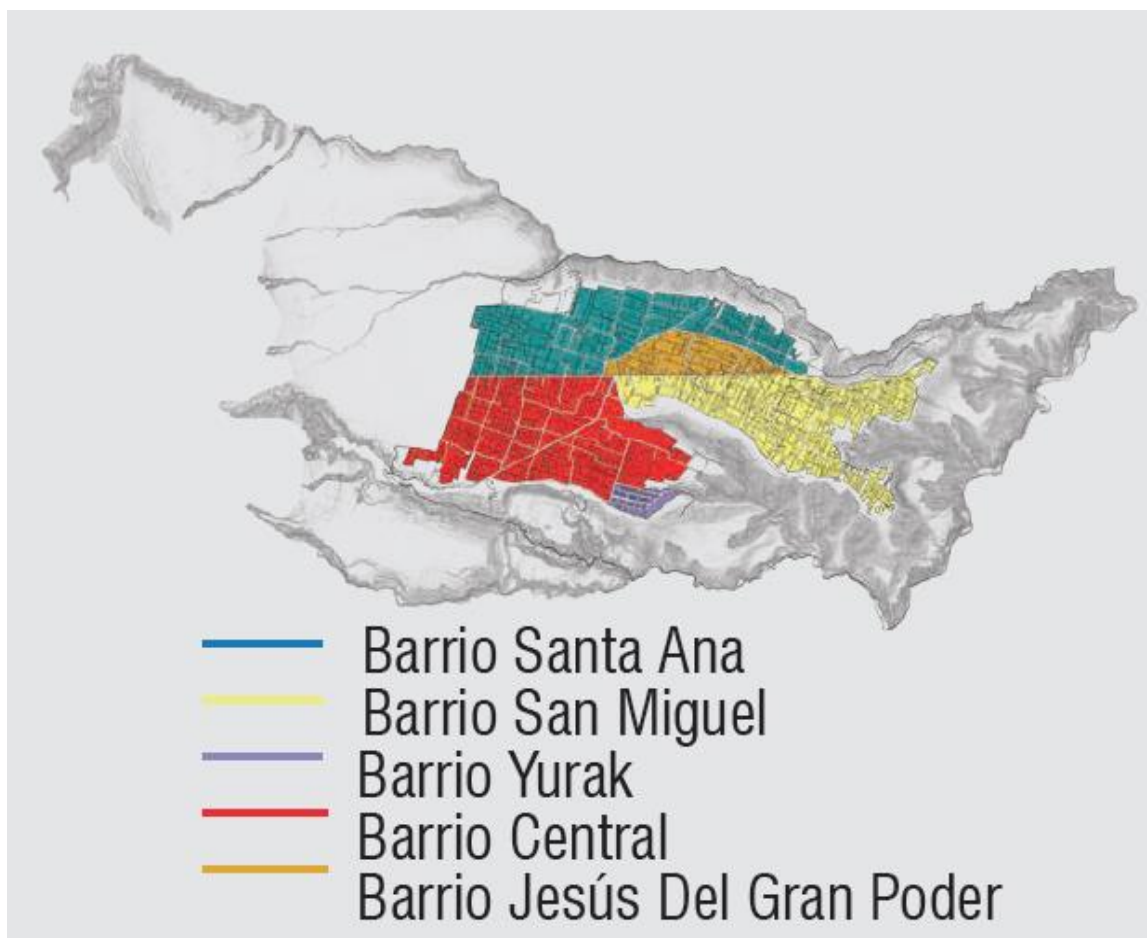 Barrio Santa Ana
Barrio San Miguel
Barrio Yurak
Barrio Central
Barrio Jesús Del Gran Poder